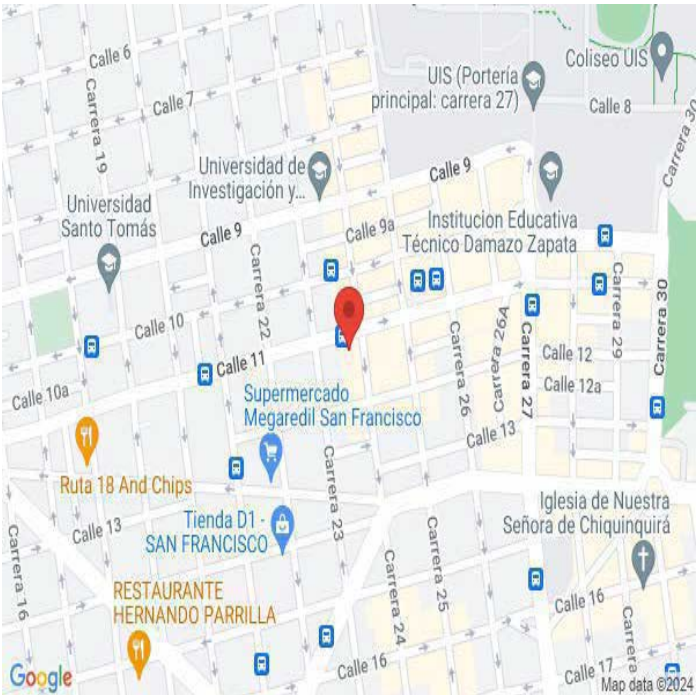 Calle 6
Coliseo UIS
UIS (Portería
principal: carrera 27)
Calle 7
Calle 8
Carrera 19
Carrera 30
Universidad de
Investigación y...
Calle 9
Universidad
Santo Tomás
Institucion Educativa
Técnico Damazo Zapata
Calle 9a
Calle 9
Carrera 22
Carrera 29
Carrera 30
Calle 10
Carrera 26
Carrera 26A
Carrera 27
Calle 12
Calle 11
Calle 12a
Calle 10a
Supermercado
Megaredil San Francisco
Calle 13
Ruta 18 And Chips
Carrera 23
Iglesia de Nuestra
Señora de Chiquinquirá
Calle 13
Tienda D1 -
SAN FRANCISCO
Carrera 16
Carrera 25
Carrera 24
RESTAURANTE
HERNANDO PARRILLA
Calle 16
Carrera
Calle 16
Calle 17
Google
Map data ©2024